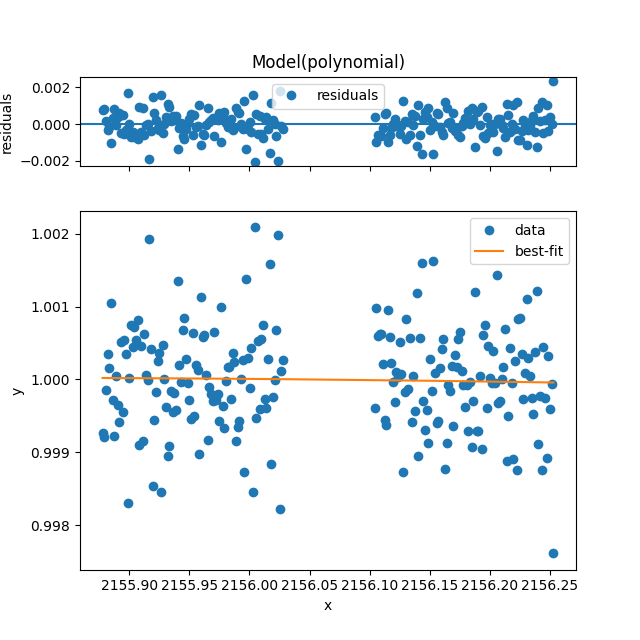 Model(polynomial)
residuals
0.002
0.000
−0.002
residuals
data
best-fit
y
1.002
1.001
1.000
0.999
0.998
2155.90 2155.95 2156.00 2156.05 2156.10 2156.15 2156.20 2156.25
x